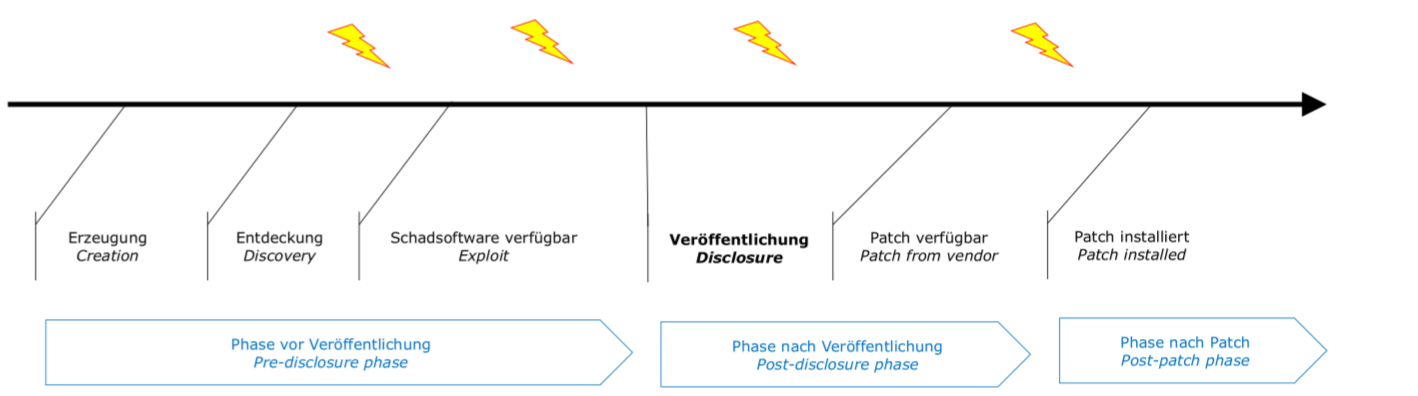 Erzeugung
Creation
Entdeckung
Discovery
Schadsoftware verfügbar
Exploit
Veröffentlichung
Disclosure
Patch verfügbar
Patch from vendor
Patch installiert
Patch installed
Phase vor Veröffentlichung
Pre-disclosure phase
Phase nach Veröffentlichung
Post-disclosure phase
Phase nach Patch
Post-patch phase